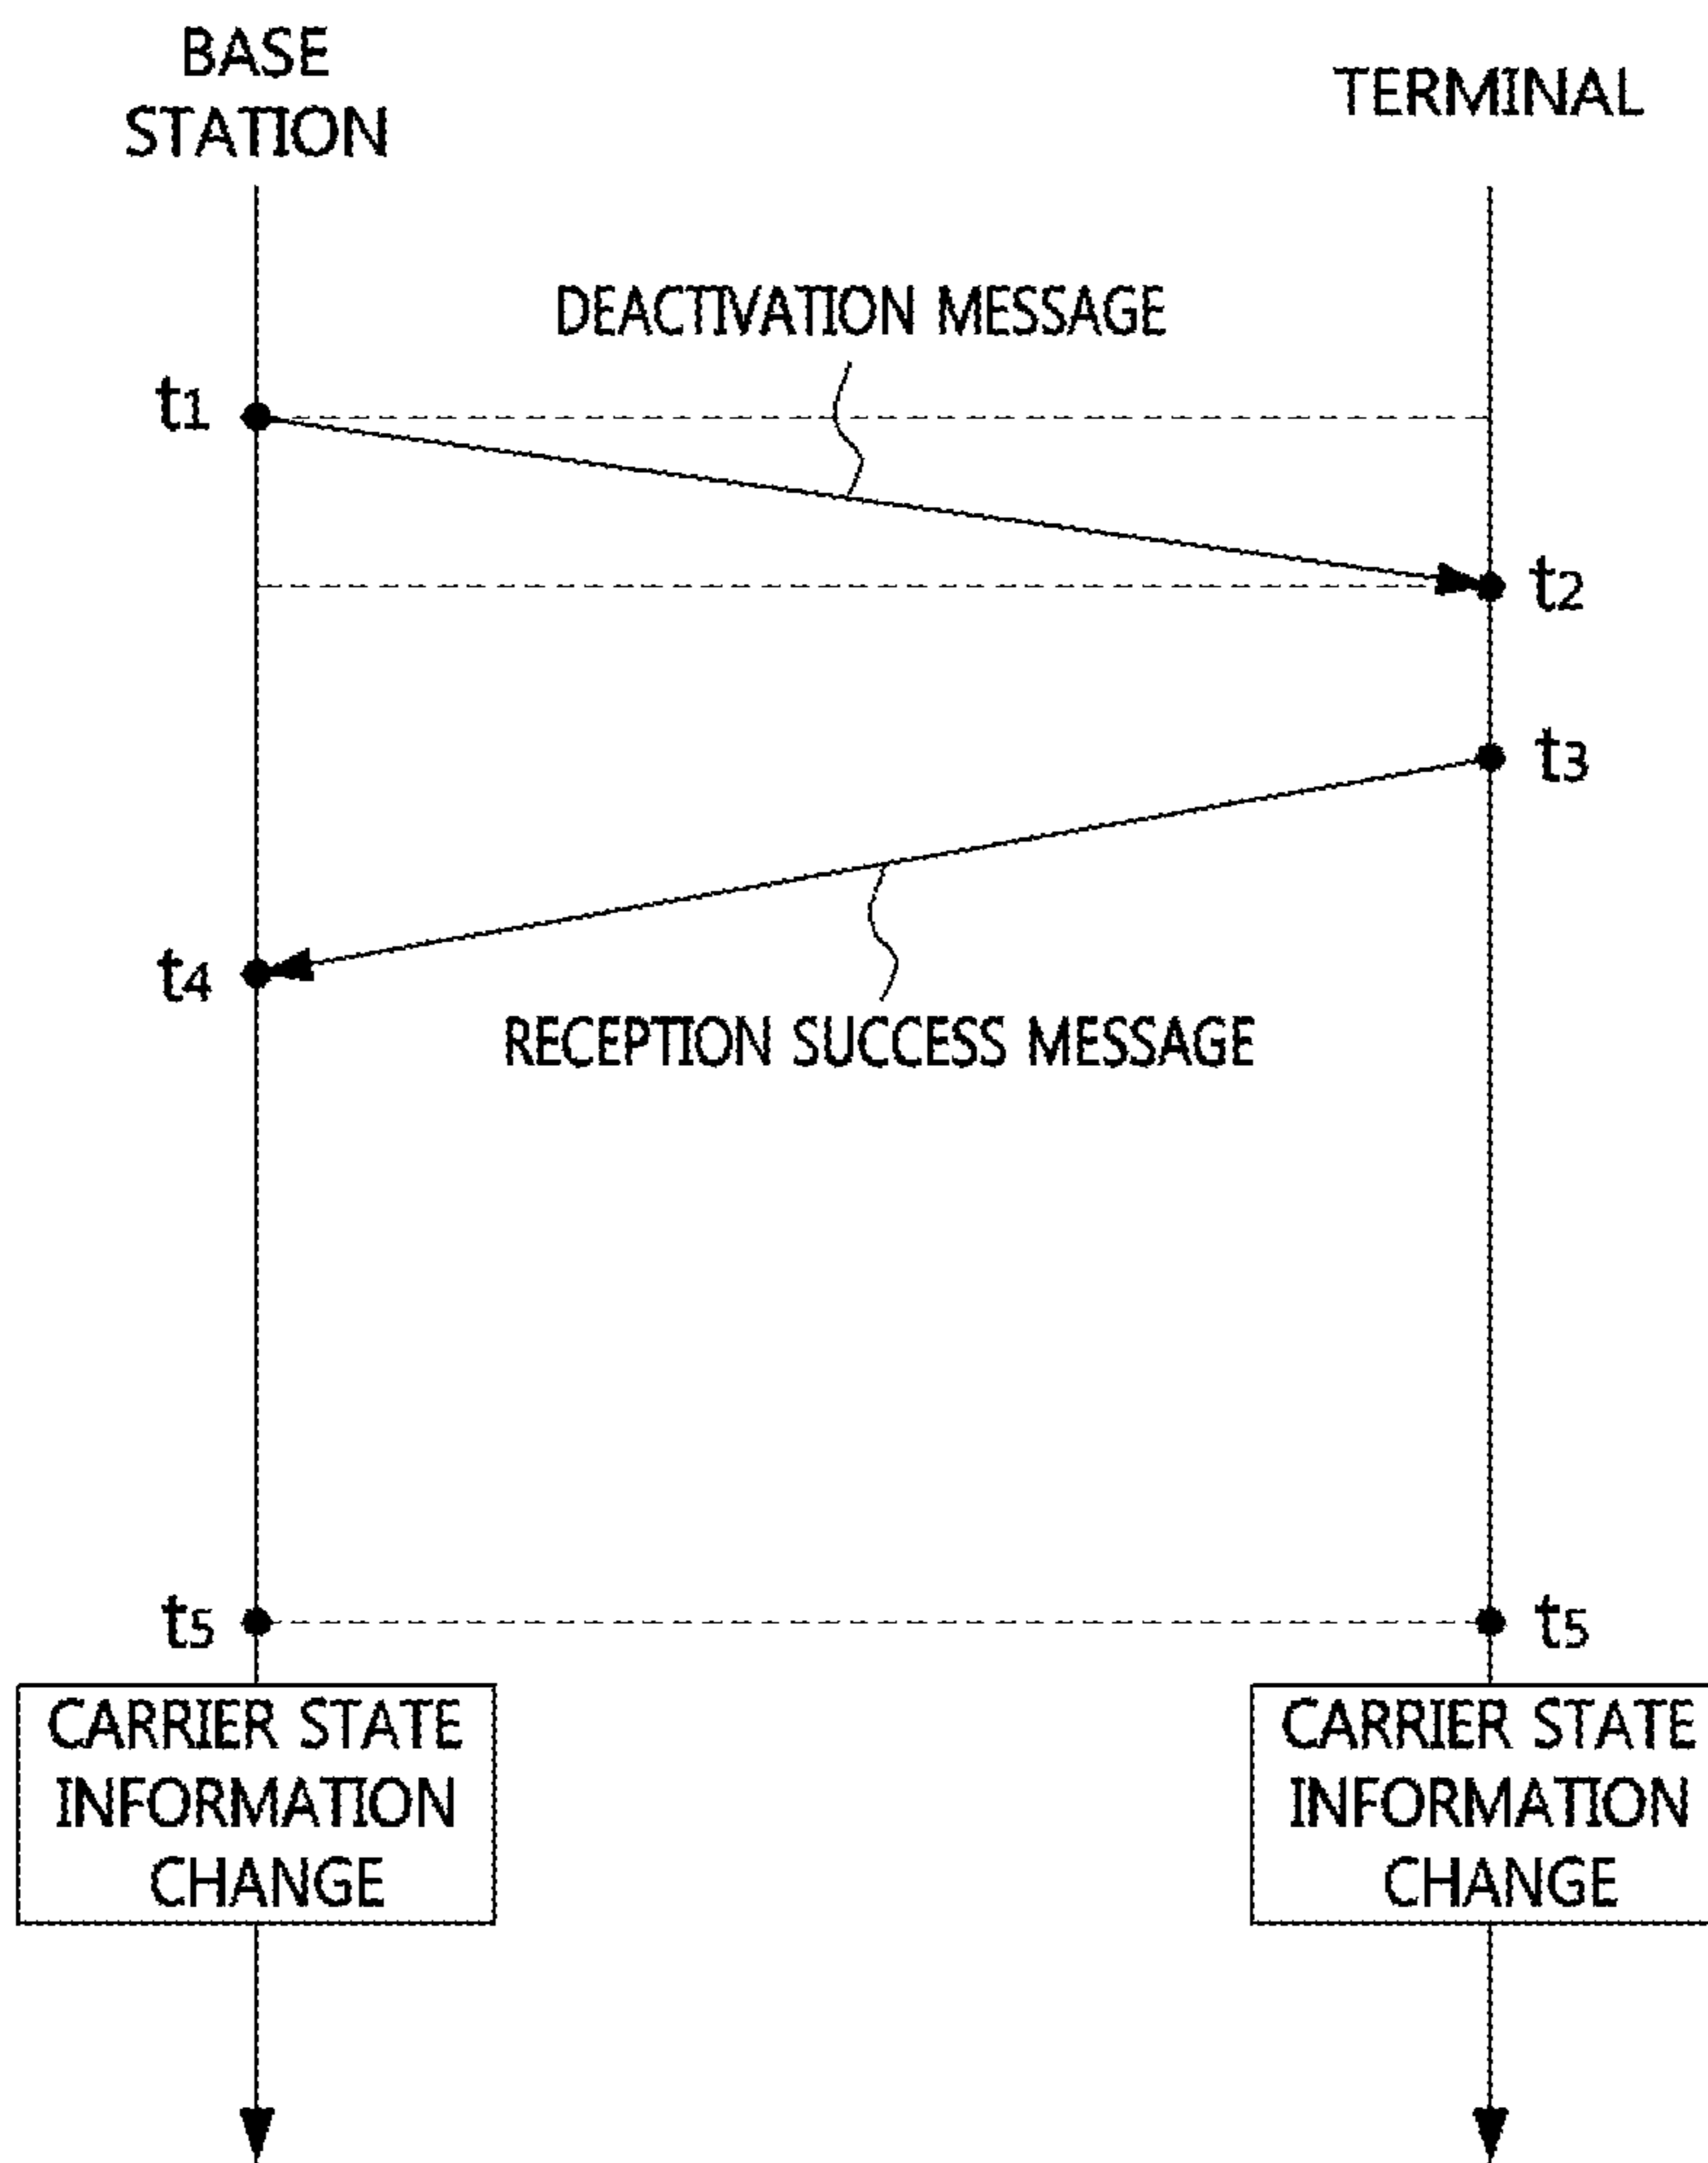 BASE
STATION
TERMINAL
DEACTIVATION MESSAGE
t1
t2
t3
t4
RECEPTION SUCCESS MESSAGE
t5
t5
CARRIER STATE
INFORMATION
CHANGE
CARRIER STATE
INFORMATION
CHANGE